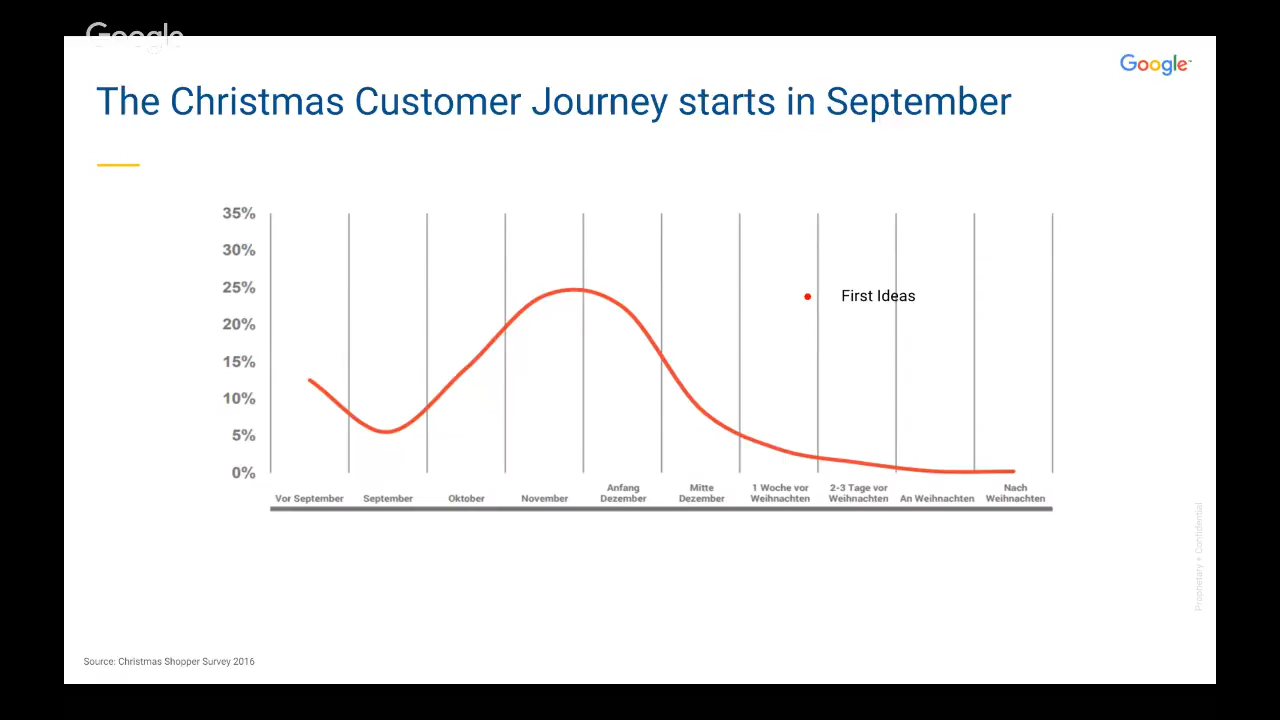 Google
Google
The Christmas Customer Journey starts in September
35%
30%
25%
20%
15%
10%
5%
0%
First Ideas
Vor September
September
Oktober
November
Anfang
Dezember
Mitte
Dezember
1 Woche vor
Weihnachten
2-3 Tage vor
Weihnachten
An Weihnachten
Nach
Weihnachten
Proprietary + Confidential
Source: Christmas Shopper Survey 2016